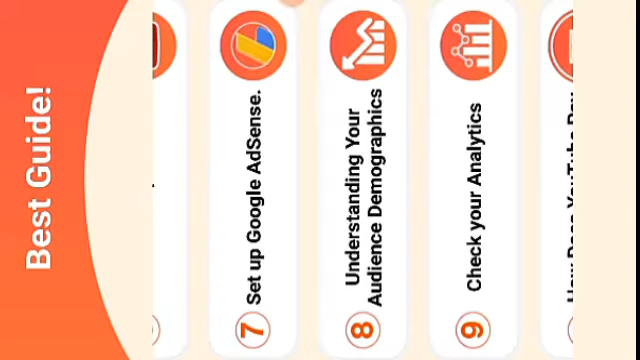 Best Guide!
7
Set up Google AdSense.
8
Understanding Your
Audience Demographics
9
Check your Analytics